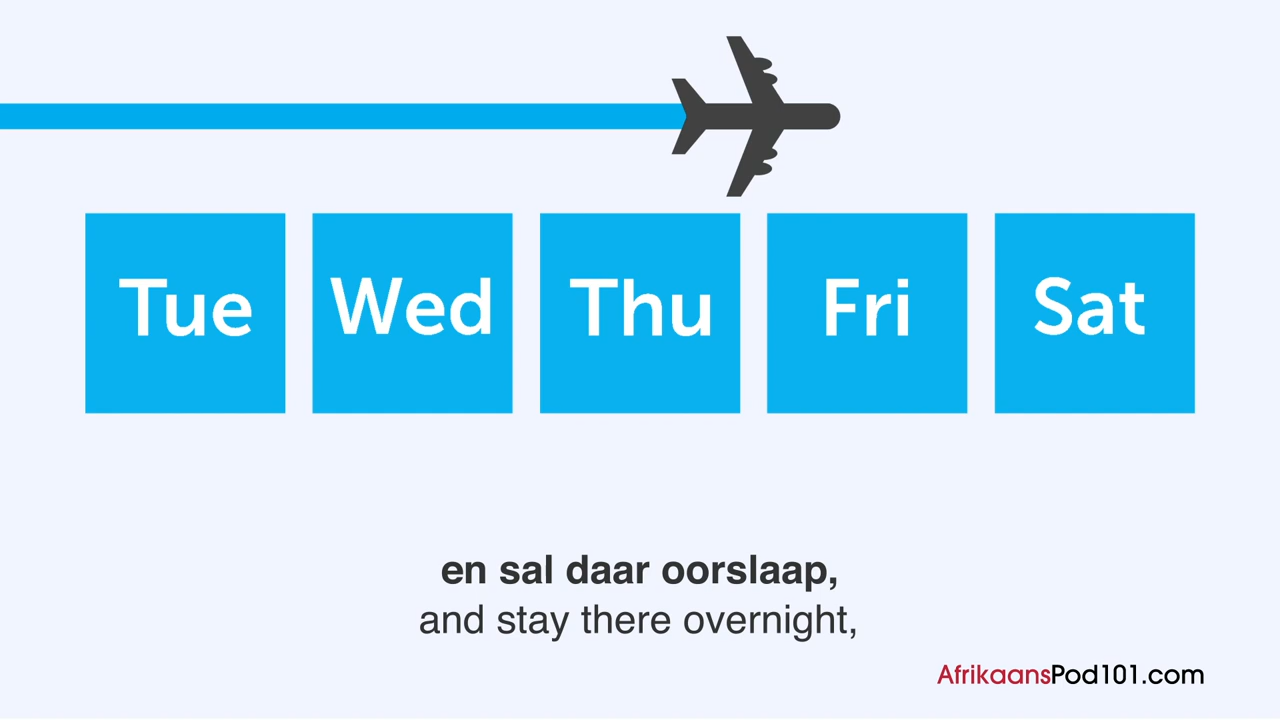 Tue Wed Thu Fri Sat
en sal daar oorslaap,
and stay there overnight,
AfrikaansPod101.com